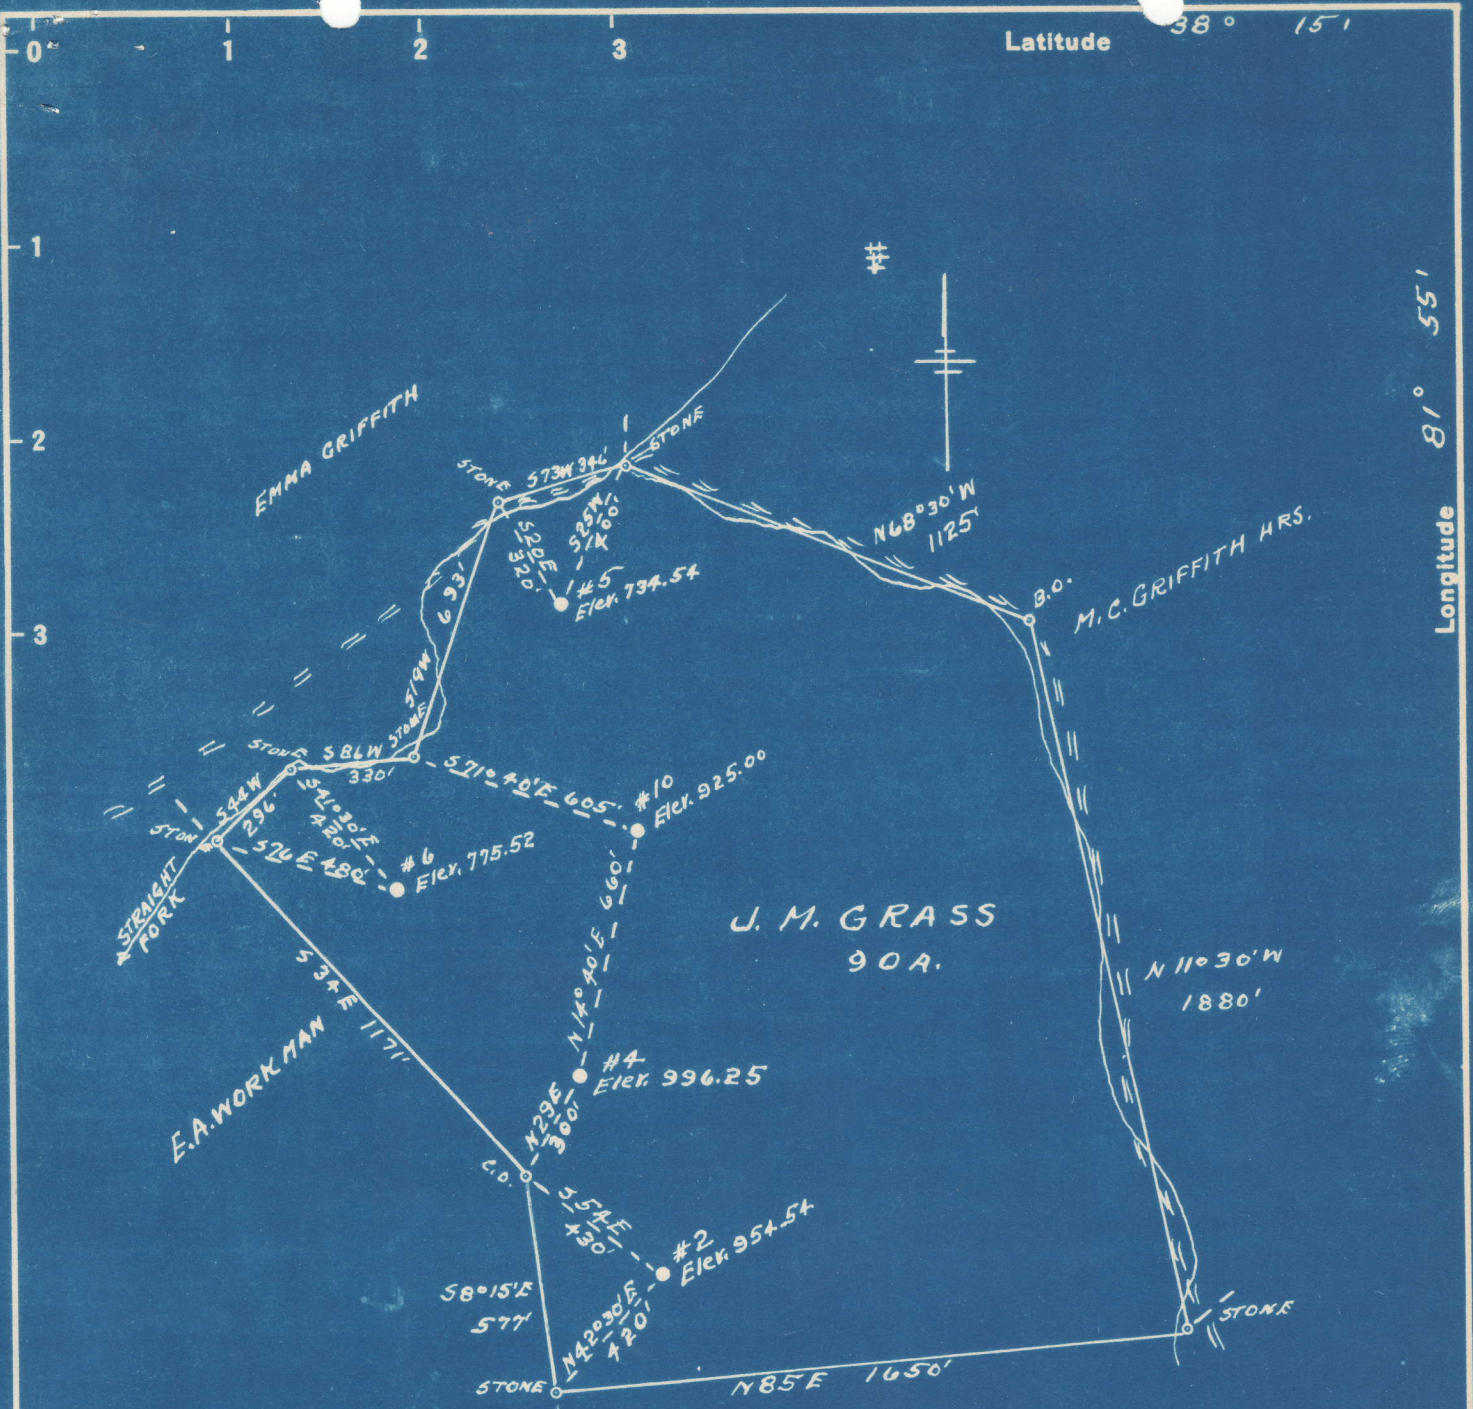 0
1
2
3
Latitude
38° 15'
1
2
3
81° 55'
Longitude
EMMA GRIFFITH
STONE
S73W 346'
STONE
S20E
320'
S25W
400'
#5
Elev. 734.54
N68°30'W
1125'
B.O.
M.C. GRIFFITH HRS.
S19W 693'
STONE
STONE
S86W
330'
S71°40'E 605'
#10
Elev. 925.00
S44W
296'
STON
S41°30'E
420'
S76E 480'
#6
Elev. 775.52
STRAIGHT
FORK
J. M. GRASS
90A.
N14°40'E 660'
N11°30'W
1880'
S34E 1171'
E.A. WORKMAN
#4
Elev. 996.25
N29E
300'
C.O.
S54E
430'
#2
Elev. 954.54
S8°15'E
577'
N42°30'E
420'
STONE
STONE
N85E 1650'